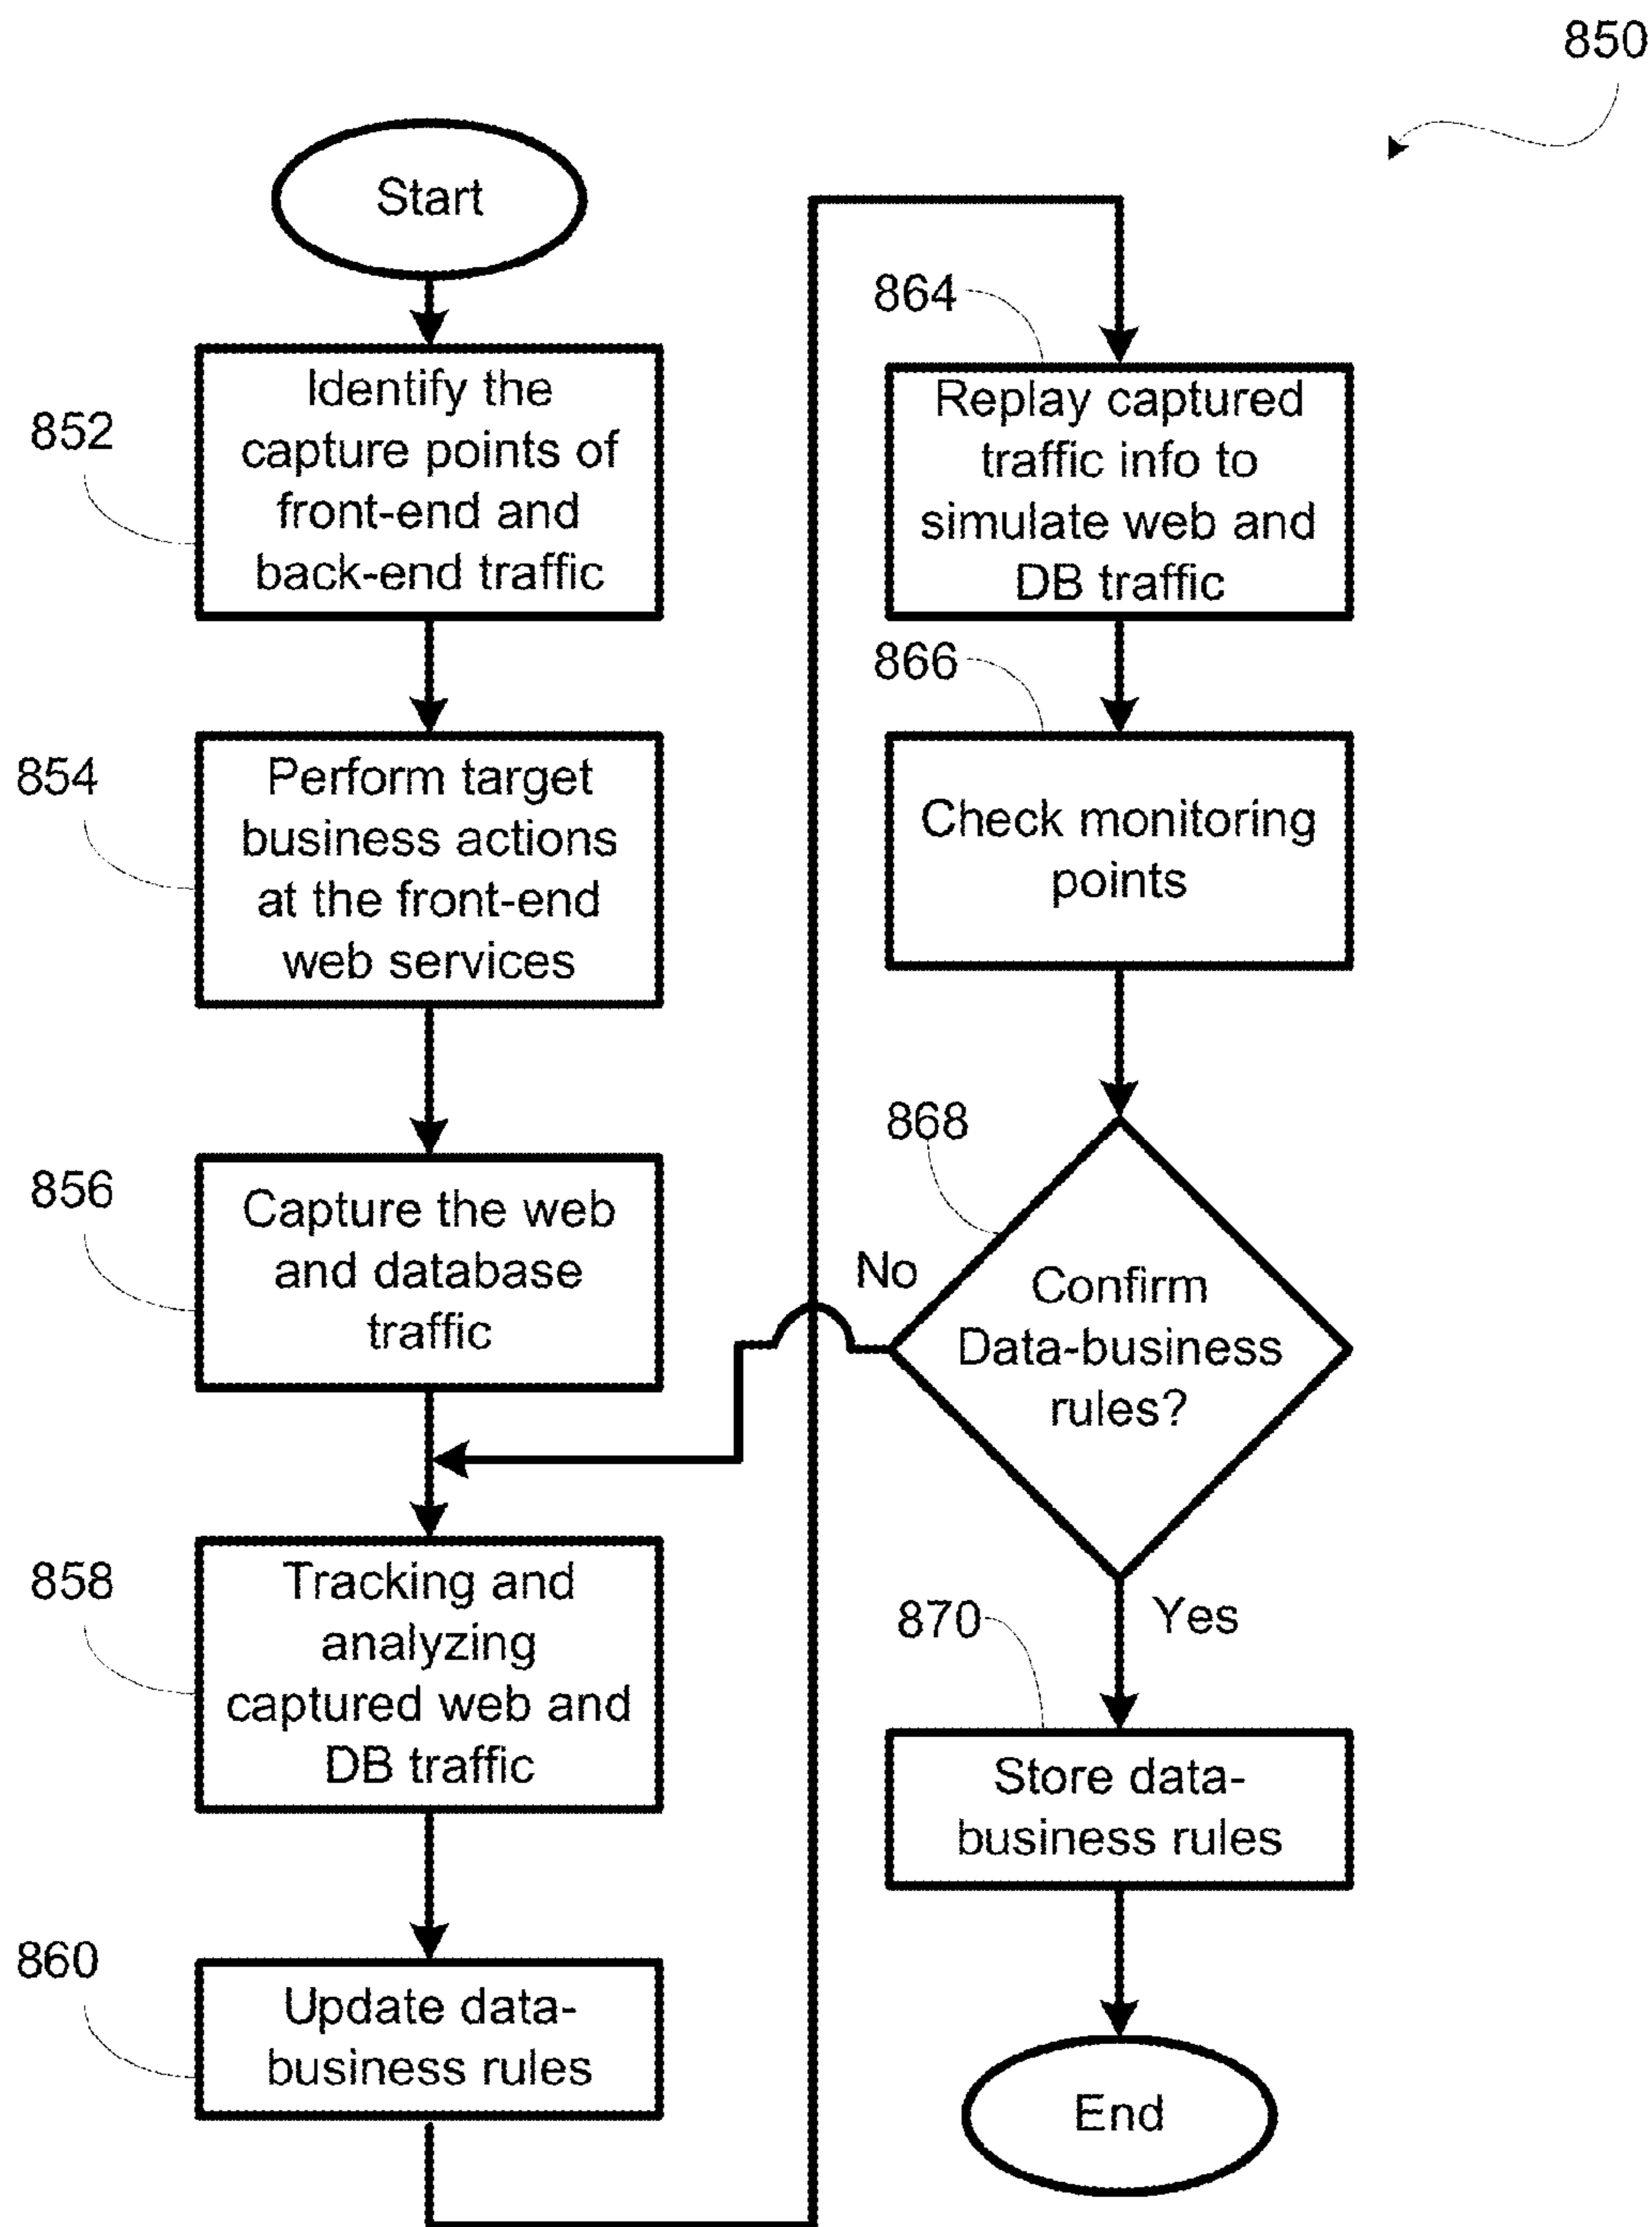 850
Start
852
Identify the
capture points of
front-end and
back-end traffic
854
Perform target
business actions
at the front-end
web services
856
Capture the web
and database
traffic
858
Tracking and
analyzing
captured web and
DB traffic
860
Update data-
business rules
864
Replay captured
traffic info to
simulate web and
DB traffic
866
Check monitoring
points
868
No
Confirm
Data-business
rules?
Yes
870
Store data-
business rules
End